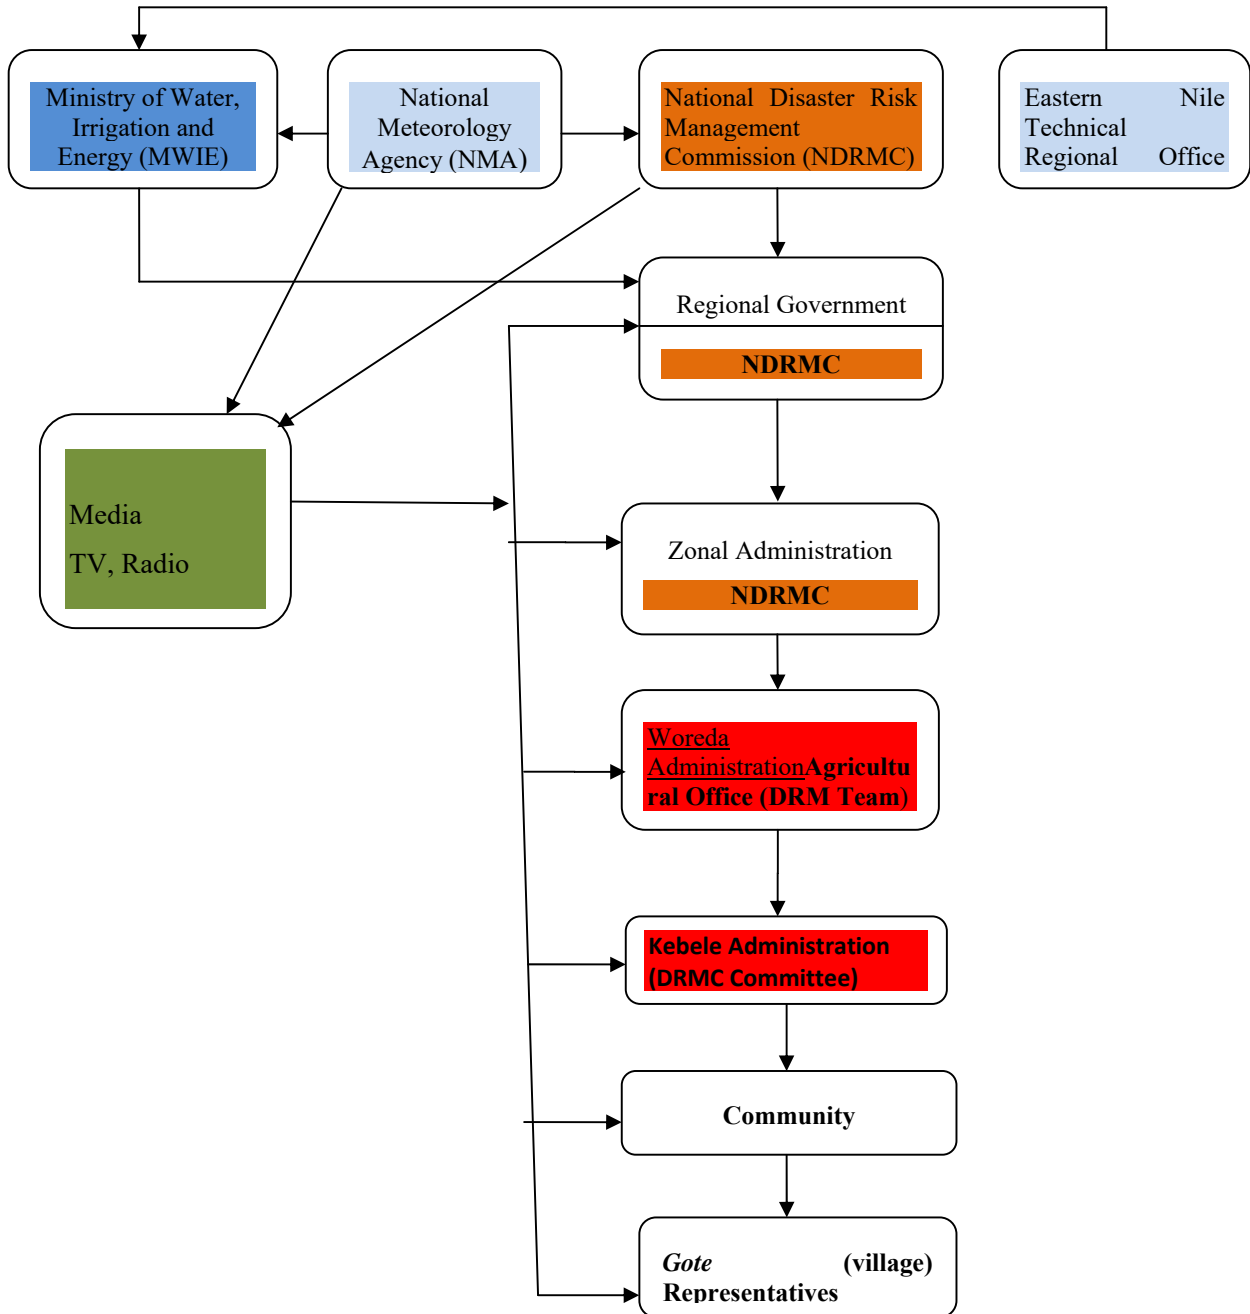 Ministry of Water,
Irrigation and
Energy (MWIE)
National
Meteorology
Agency (NMA)
National Disaster Risk
Management
Commission (NDRMC)
Eastern Nile
Technical
Regional Office
Regional Government
NDRMC
Media
TV, Radio
Zonal Administration
NDRMC
Woreda
AdministrationAgricultu
ral Office (DRM Team)
Kebele Administration
(DRMC Committee)
Community
Gote (village)
Representatives